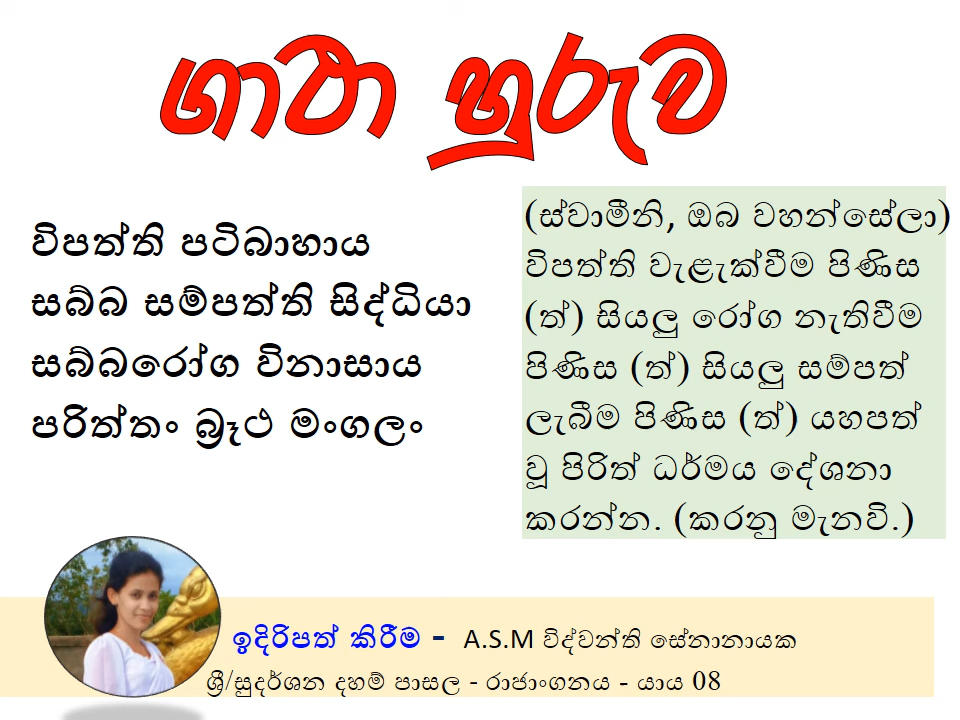 ගාථා හුරුව
විපත්ති පටිබාහාය
සබ්බ සම්පත්ති සිද්ධියා
සබ්බරෝග විනාසාය
පරිත්තං බ්‍රෑථ මංගලං
(ස්වාමීනි, ඔබ වහන්සේලා)
විපත්ති වැළැක්වීම පිණිස
(ත්) සියලු රෝග නැතිවීම
පිණිස (ත්) සියලු සම්පත්
ලැබීම පිණිස (ත්) යහපත්
වූ පිරිත් ධර්මය දේශනා
කරන්න. (කරනු මැනවි.)
ඉදිරිපත් කිරීම - A.S.M විද්වන්ති සේනානායක
ශ්‍රී/සුදර්ශන දහම් පාසල - රාජාංගනය - යාය 08